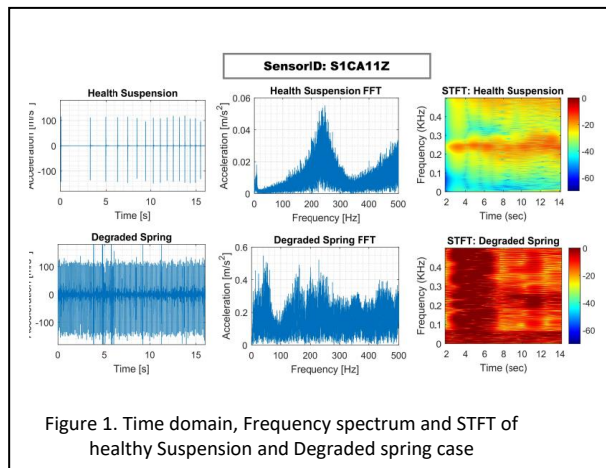 SensorID: S1CA11Z
Health Suspension
Health Suspension FFT
STFT: Health Suspension
Acceleration [m/s²]
100
0
-100
0 5 10 15
Time [s]
Acceleration [m/s²]
0.06
0.04
0.02
0
0 100 200 300 400 500
Frequency [Hz]
Frequency (KHz)
0.4
0.3
0.2
0.1
0
2 4 6 8 10 12 14
Time (sec)
0
-20
-40
-60
Degraded Spring
Degraded Spring FFT
STFT: Degraded Spring
Acceleration [m/s²]
100
0
-100
0 5 10 15
Time [s]
Acceleration [m/s²]
0.6
0.4
0.2
0
0 100 200 300 400 500
Frequency [Hz]
Frequency (KHz)
0.4
0.3
0.2
0.1
0
2 4 6 8 10 12 14
Time (sec)
0
-20
-40
-60
Figure 1. Time domain, Frequency spectrum and STFT of
healthy Suspension and Degraded spring case